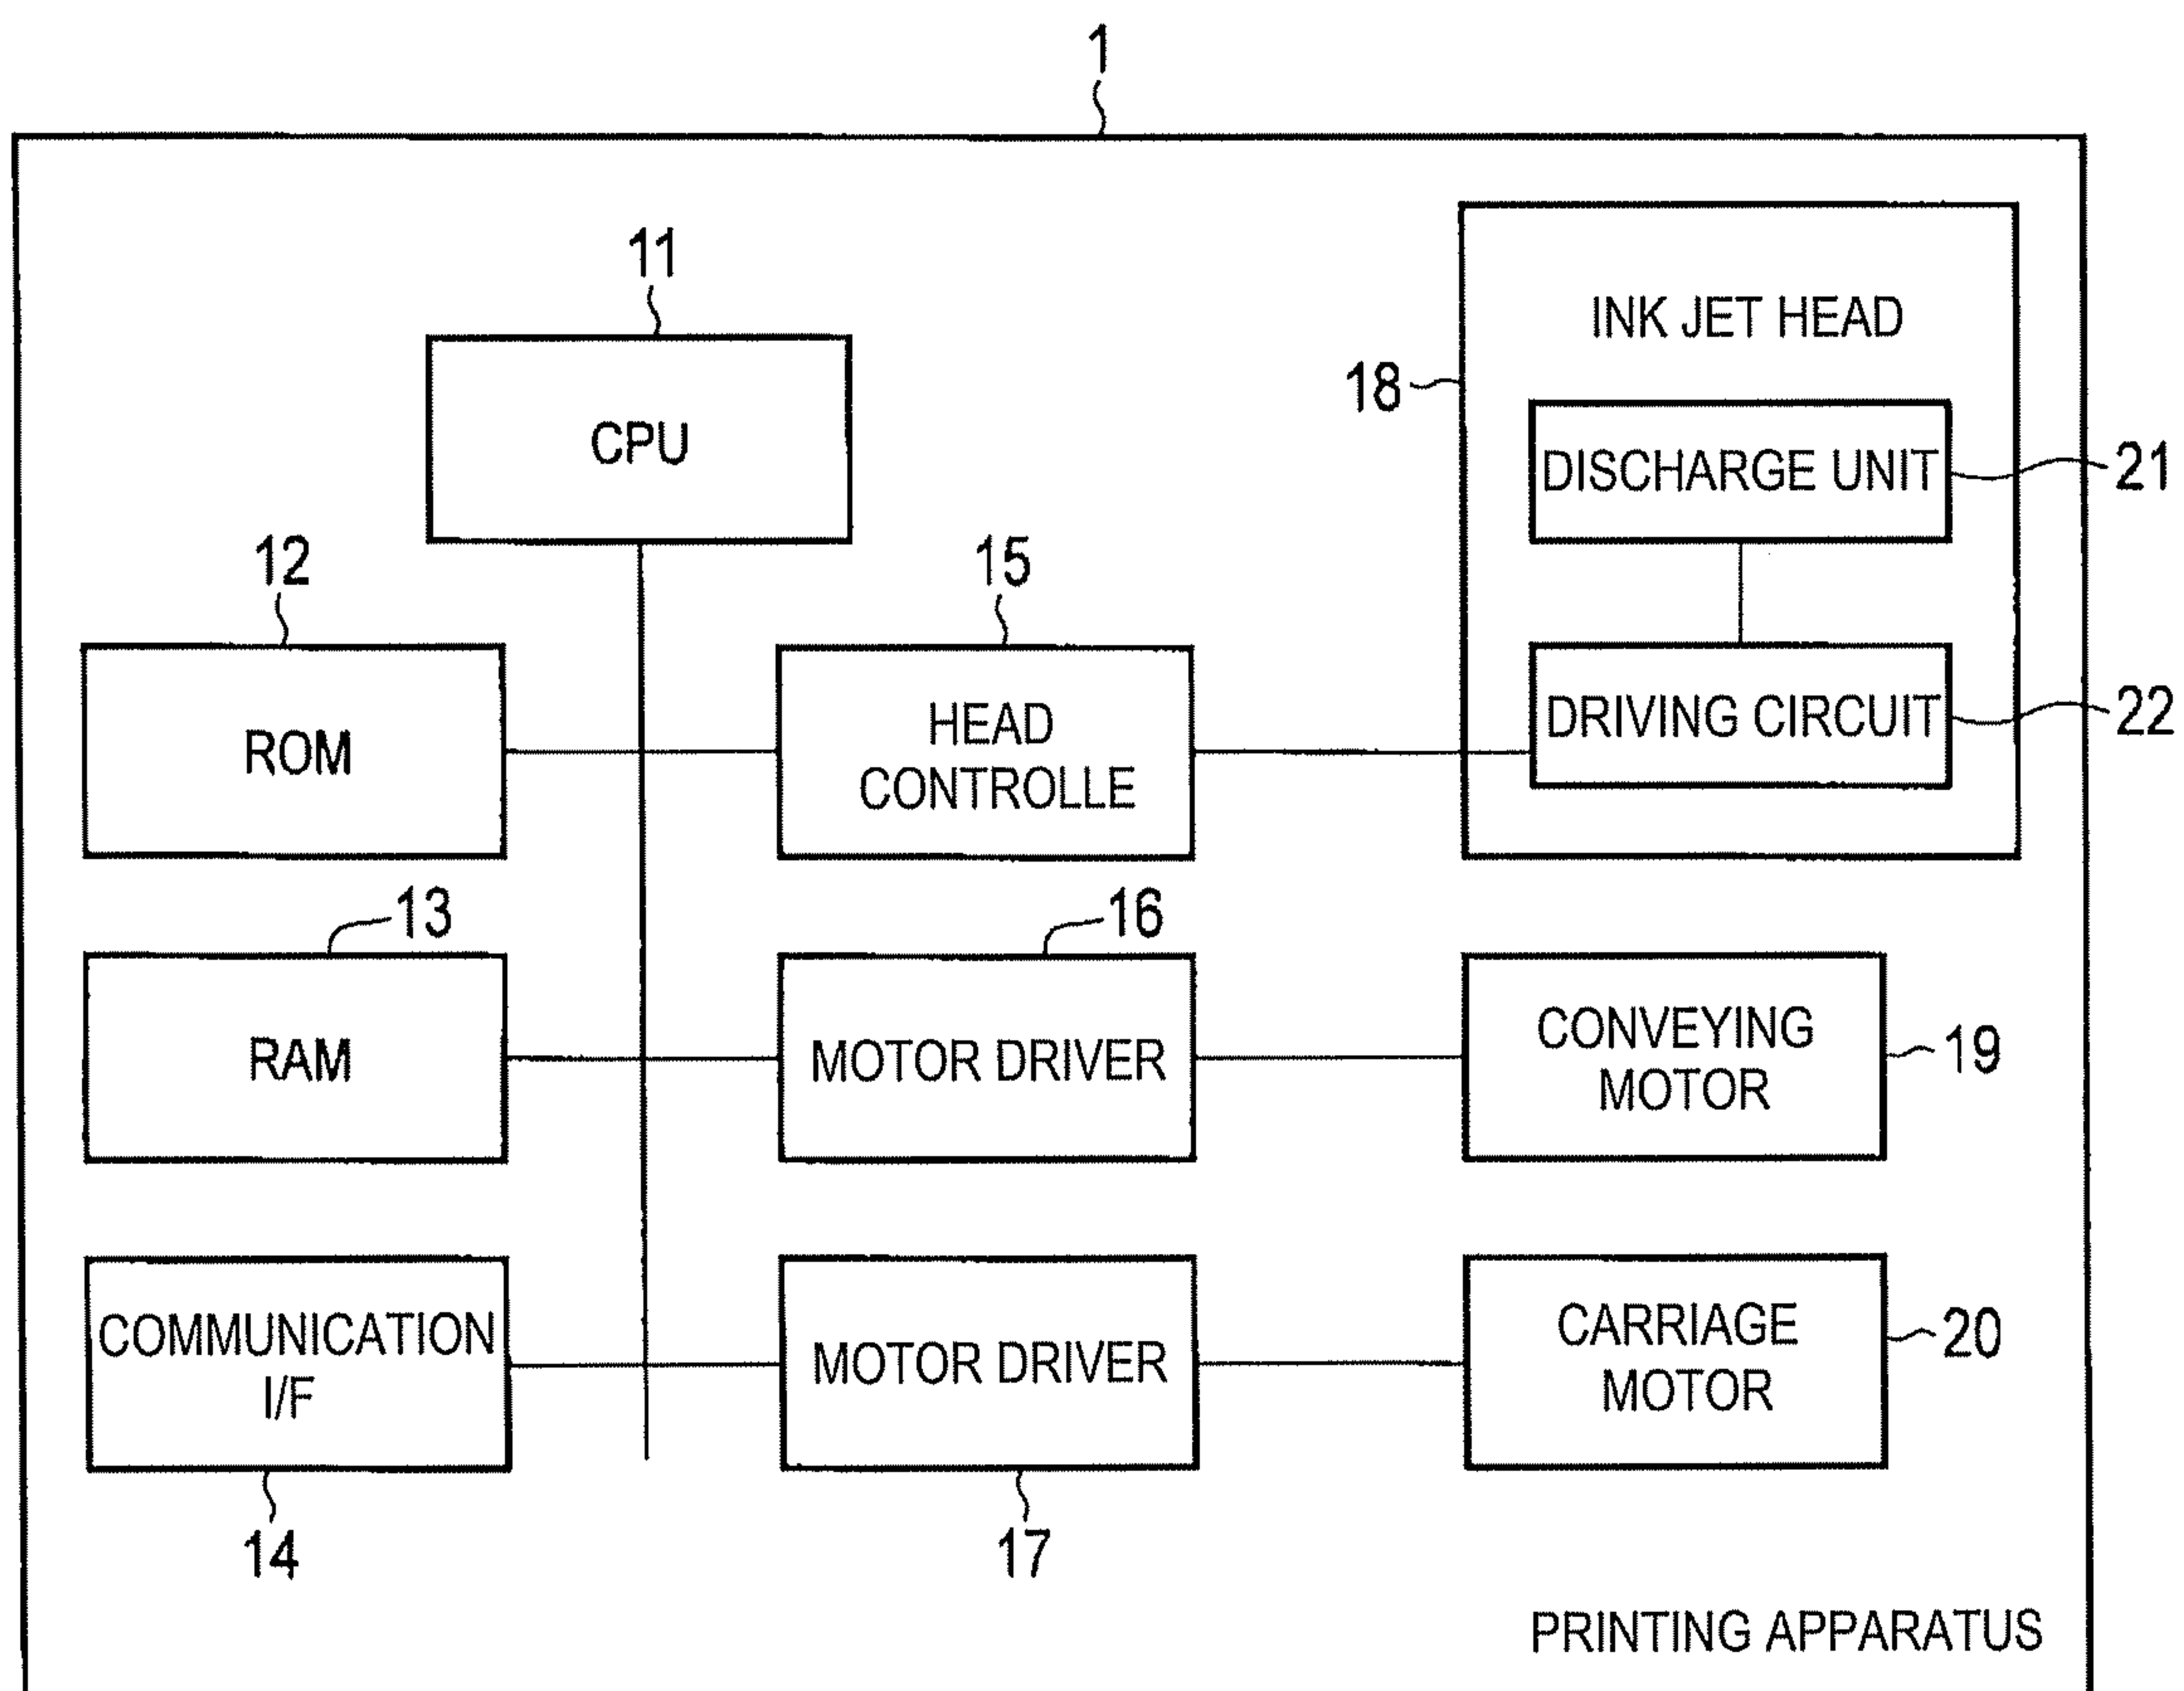 1
11
CPU
INK JET HEAD
18
DISCHARGE UNIT
21
12
ROM
15
HEAD
CONTROLLE
DRIVING CIRCUIT
22
13
RAM
16
MOTOR DRIVER
CONVEYING
MOTOR
19
COMMUNICATION
I/F
14
MOTOR DRIVER
17
CARRIAGE
MOTOR
20
PRINTING APPARATUS